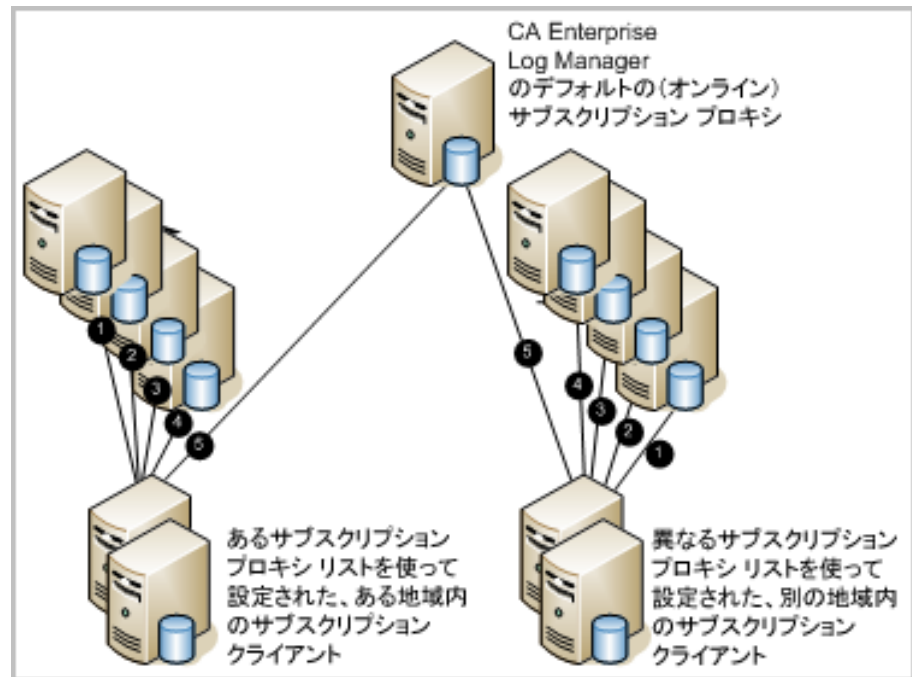 CA Enterprise
Log Manager
のデフォルトの(オンライン)
サブスクリプション プロキシ
1
2
3
4
5
5
4
3
2
1
あるサブスクリプション
プロキシ リストを使って
設定された、ある地域内
のサブスクリプション
クライアント
異なるサブスクリプション
プロキシ リストを使って
設定された、別の地域内
のサブスクリプション
クライアント